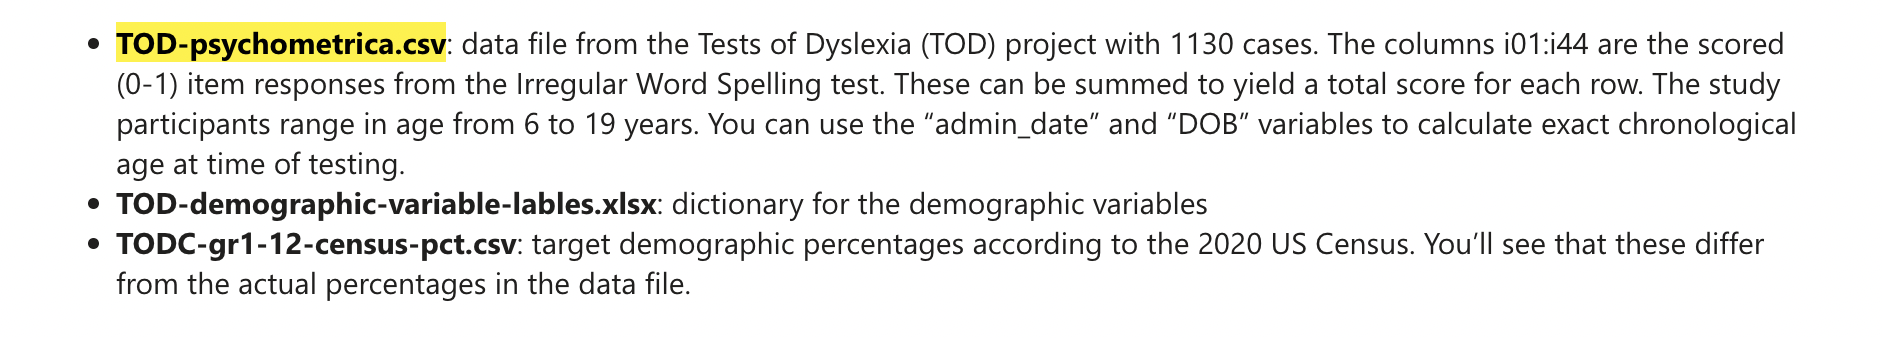 • TOD-psychometrica.csv: data file from the Tests of Dyslexia (TOD) project with 1130 cases. The columns i01:i44 are the scored
(0-1) item responses from the Irregular Word Spelling test. These can be summed to yield a total score for each row. The study
participants range in age from 6 to 19 years. You can use the “admin_date” and “DOB” variables to calculate exact chronological
age at time of testing.
• TOD-demographic-variable-lables.xlsx: dictionary for the demographic variables
• TODC-gr1-12-census-pct.csv: target demographic percentages according to the 2020 US Census. You’ll see that these differ
from the actual percentages in the data file.